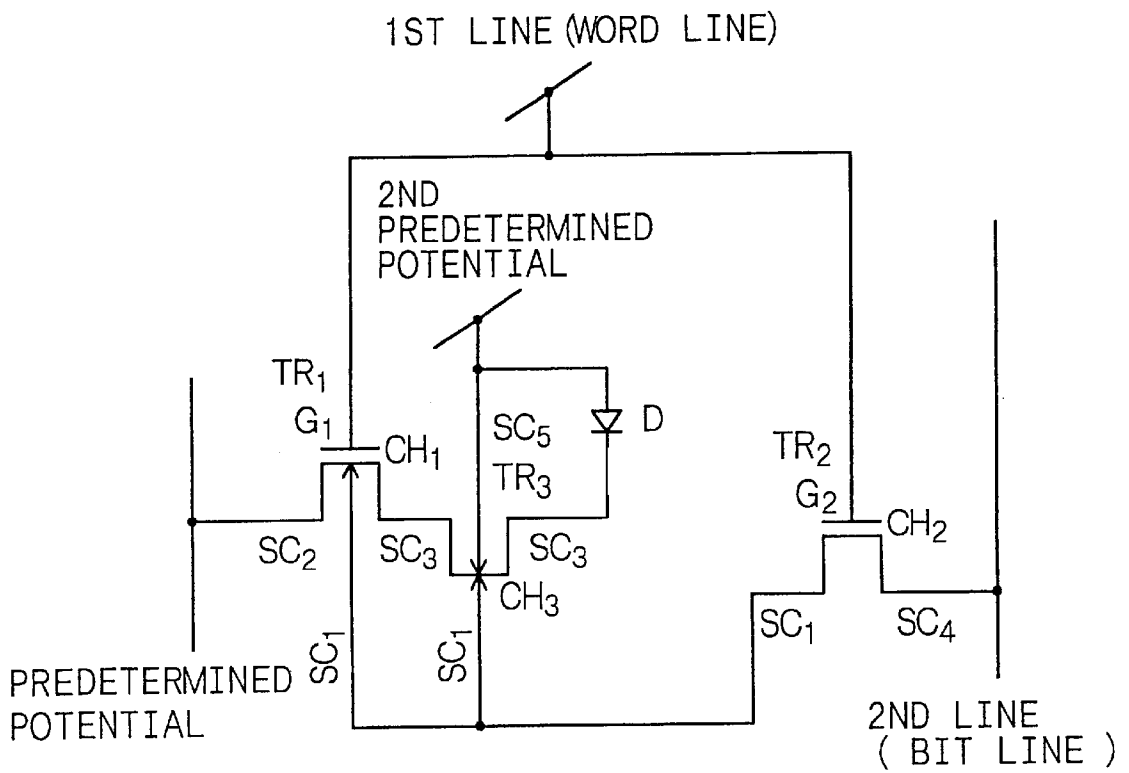 1ST LINE (WORD LINE)
2ND
PREDETERMINED
POTENTIAL
TR1
G1
CH1
SC5
D
TR3
TR2
G2
CH2
SC2
SC3
SC3
CH3
SC1
SC1
SC1
SC4
PREDETERMINED
POTENTIAL
2ND LINE
( BIT LINE )